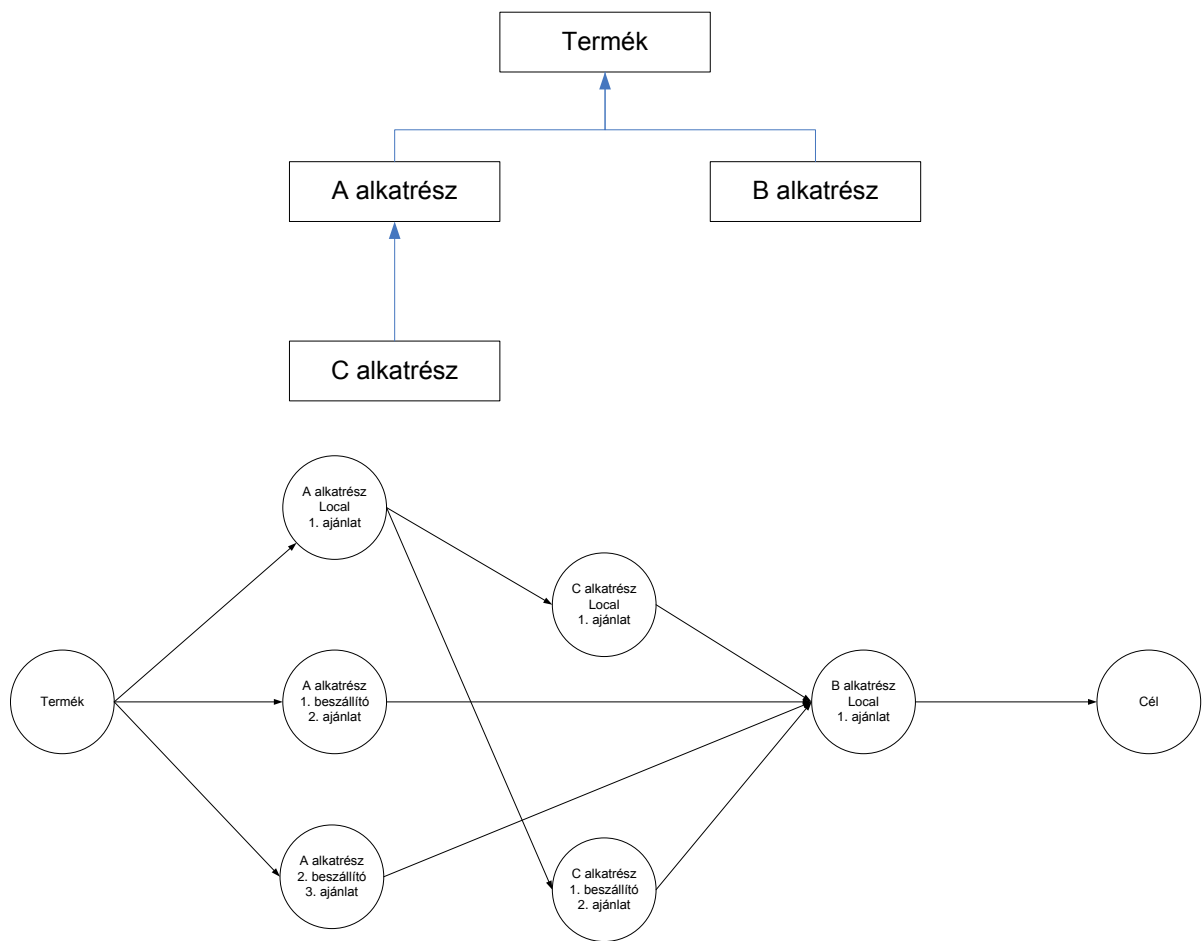 Termék
A alkatrész
B alkatrész
C alkatrész
A alkatrész
Local
1. ajánlat
C alkatrész
Local
1. ajánlat
Termék
A alkatrész
1. beszállító
2. ajánlat
B alkatrész
Local
1. ajánlat
Cél
A alkatrész
2. beszállító
3. ajánlat
C alkatrész
1. beszállító
2. ajánlat